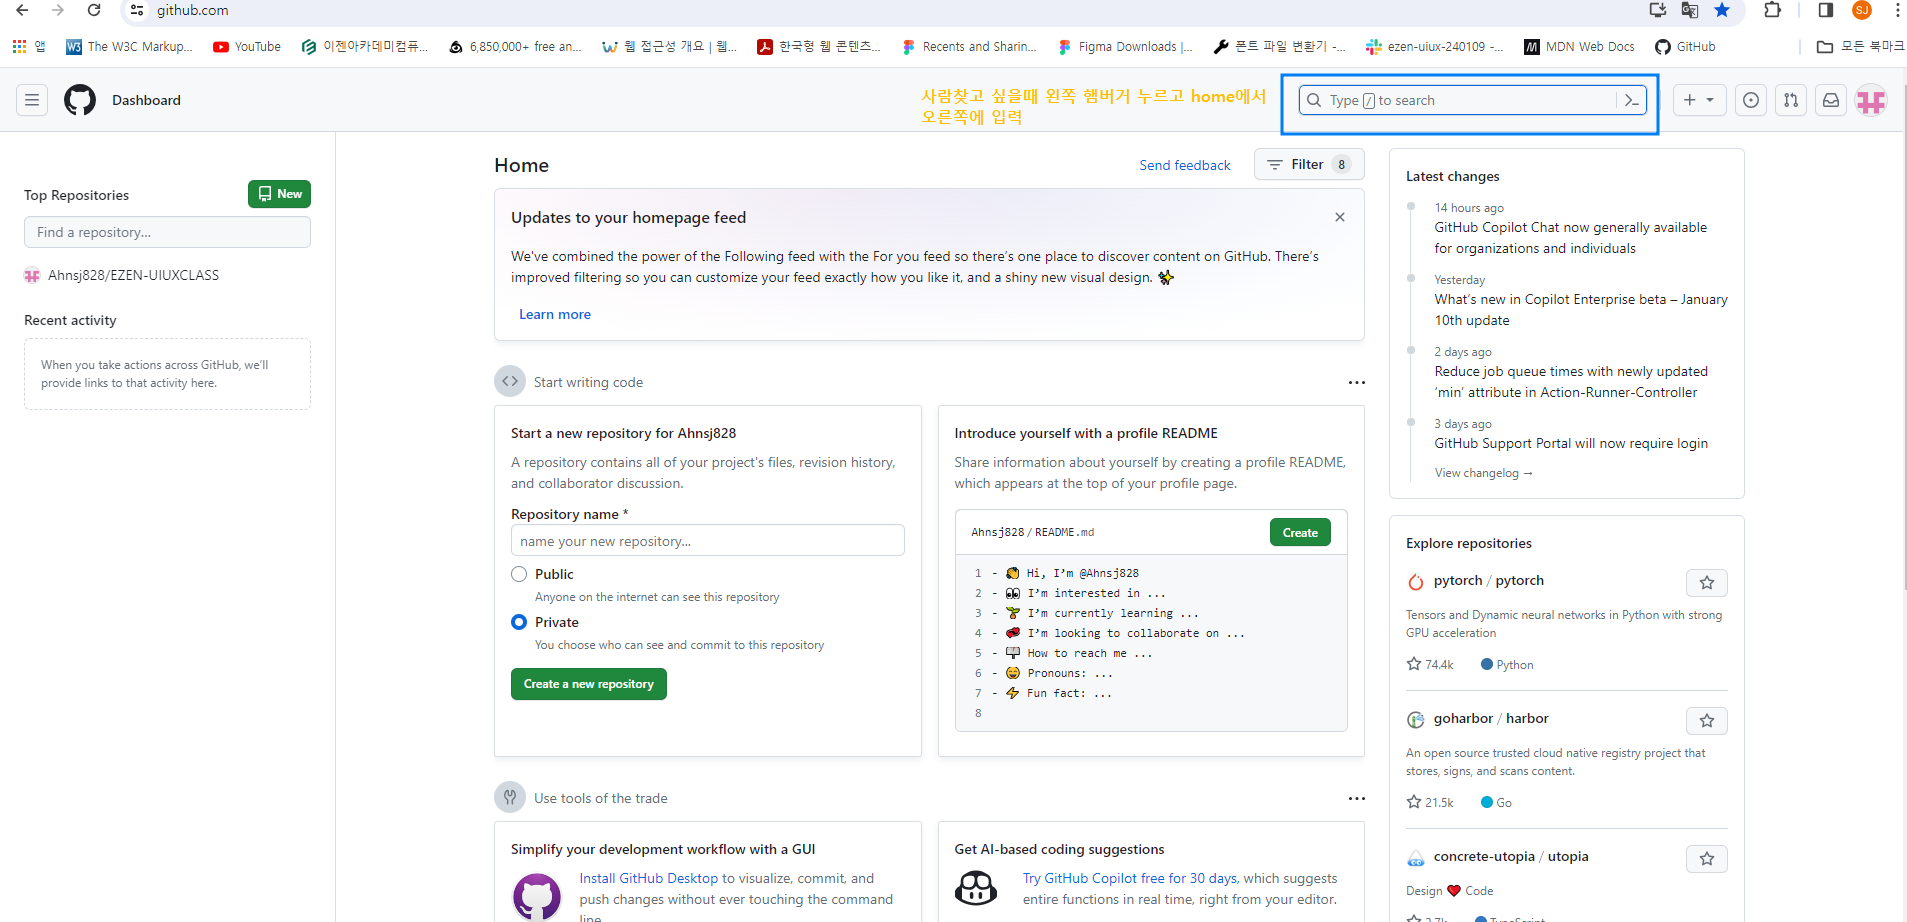 github.com
앱
The W3C Markup...
YouTube
이젠아카데미컴퓨...
6,850,000+ free an...
웹 접근성 개요 | 웹...
한국형 웹 콘텐츠...
Recents and Sharin...
Figma Downloads |...
폰트 파일 변환기 -...
ezen-uiux-240109 -...
MDN Web Docs
GitHub
모든 북마크
SJ
Dashboard
사람찾고 싶을때 왼쪽 햄버거 누르고 home에서
오른쪽에 입력
Type / to search
Top Repositories
New
Find a repository...
Ahnsj828/EZEN-UIUXCLASS
Recent activity
When you take actions across GitHub, we'll
provide links to that activity here.
Home
Send feedback
Filter 8
Updates to your homepage feed
We've combined the power of the Following feed with the For you feed so there's one place to discover content on GitHub. There's
improved filtering so you can customize your feed exactly how you like it, and a shiny new visual design. ✨
Learn more
Start writing code
Start a new repository for Ahnsj828
A repository contains all of your project's files, revision history,
and collaborator discussion.
Repository name *
name your new repository...
Public
Anyone on the internet can see this repository
Private
You choose who can see and commit to this repository
Create a new repository
Introduce yourself with a profile README
Share information about yourself by creating a profile README,
which appears at the top of your profile page.
Ahnsj828 / README.md
Create
1 - 👋 Hi, I'm @Ahnsj828
2 - 👀 I'm interested in ...
3 - 🌱 I'm currently learning ...
4 - 💞️ I'm looking to collaborate on ...
5 - 📫 How to reach me ...
6 - 😄 Pronouns: ...
7 - ⚡ Fun fact: ...
8
Use tools of the trade
Simplify your development workflow with a GUI
Install GitHub Desktop to visualize, commit, and
push changes without ever touching the command
line.
Get AI-based coding suggestions
Try GitHub Copilot free for 30 days, which suggests
entire functions in real time, right from your editor.
Latest changes
14 hours ago
GitHub Copilot Chat now generally available
for organizations and individuals
Yesterday
What's new in Copilot Enterprise beta – January
10th update
2 days ago
Reduce job queue times with newly updated
'min' attribute in Action-Runner-Controller
3 days ago
GitHub Support Portal will now require login
View changelog →
Explore repositories
pytorch / pytorch
Tensors and Dynamic neural networks in Python with strong
GPU acceleration
74.4k
Python
goharbor / harbor
An open source trusted cloud native registry project that
stores, signs, and scans content.
21.5k
Go
concrete-utopia / utopia
Design ❤️ Code
2.7k
TypeScript